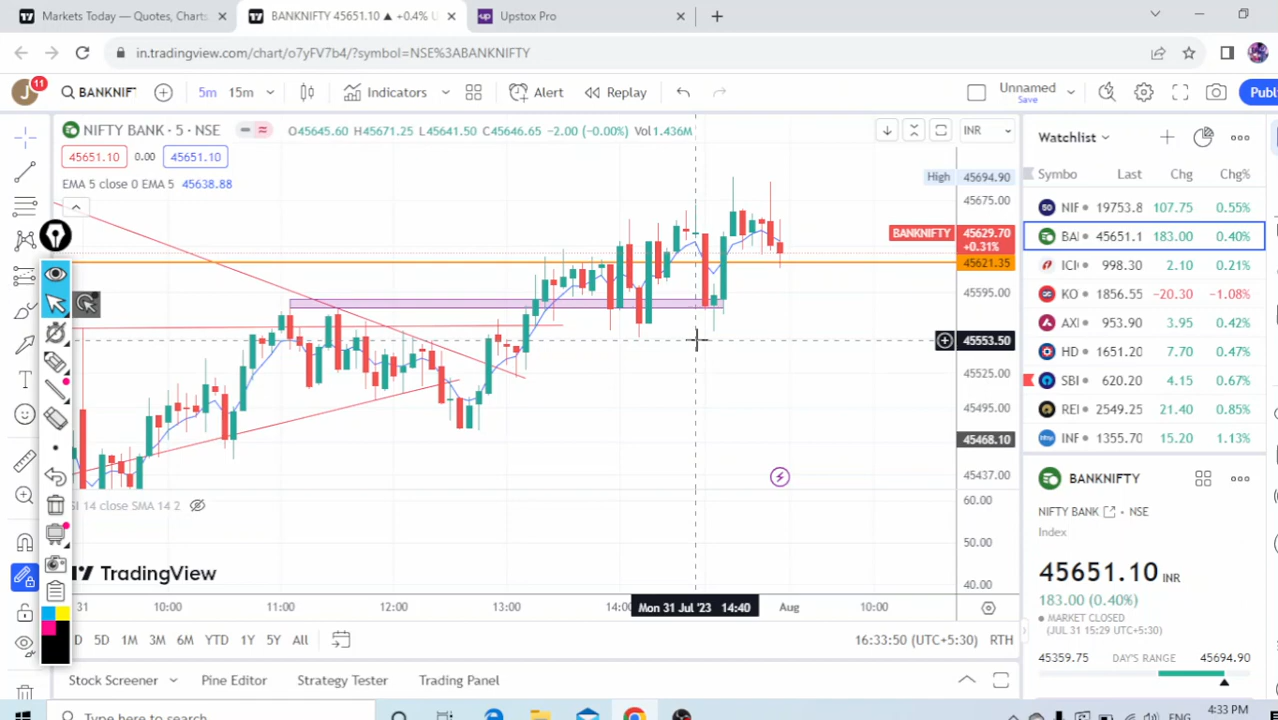 Markets Today — Quotes, Charts
BANKNIFTY 45651.10 ▲ +0.4%
Upstox Pro
in.tradingview.com/chart/o7yFV7b4/?symbol=NSE%3ABANKNIFTY
J 11 BANKNIF 5m 15m Indicators Alert Replay Unnamed Save Publ
NIFTY BANK · 5 · NSE O45645.60 H45671.25 L45641.50 C45646.65 -2.00 (-0.00%) Vol1.436M INR
45651.10 0.00 45651.10
EMA 5 close 0 EMA 5 45638.88
High 45694.90
45675.00
BANKNIFTY 45629.70
+0.31%
45621.35
45595.00
45553.50
45525.00
45495.00
45468.10
45437.00
SI 14 close SMA 14 2
60.00
50.00
40.00
TradingView
31 10:00 11:00 12:00 13:00 14:00 Mon 31 Jul '23 14:40 Aug 10:00
D 5D 1M 3M 6M YTD 1Y 5Y All 16:33:50 (UTC+5:30) RTH
Stock Screener Pine Editor Strategy Tester Trading Panel
Watchlist
Symbo Last Chg Chg%
NIF 19753.8 107.75 0.55%
BAI 45651.1 183.00 0.40%
ICI 998.30 2.10 0.21%
KO 1856.55 −20.30 −1.08%
AXI 953.90 3.95 0.42%
HD 1651.20 7.70 0.47%
SBI 620.20 4.15 0.67%
REI 2549.25 21.40 0.85%
INF 1355.70 15.20 1.13%
BANKNIFTY
NIFTY BANK • NSE
Index
45651.10 INR
183.00 (0.40%)
MARKET CLOSED
(JUL 31 15:29 UTC+5:30)
45359.75 DAY'S RANGE 45694.90
Type here to search
ENG
4:33 PM